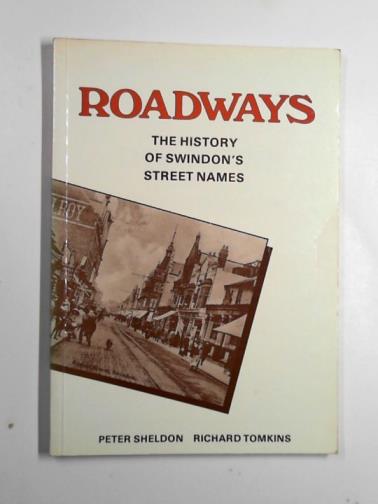 ROADWAYS
THE HISTORY
OF SWINDON'S
STREET NAMES
PETER SHELDON RICHARD TOMKINS